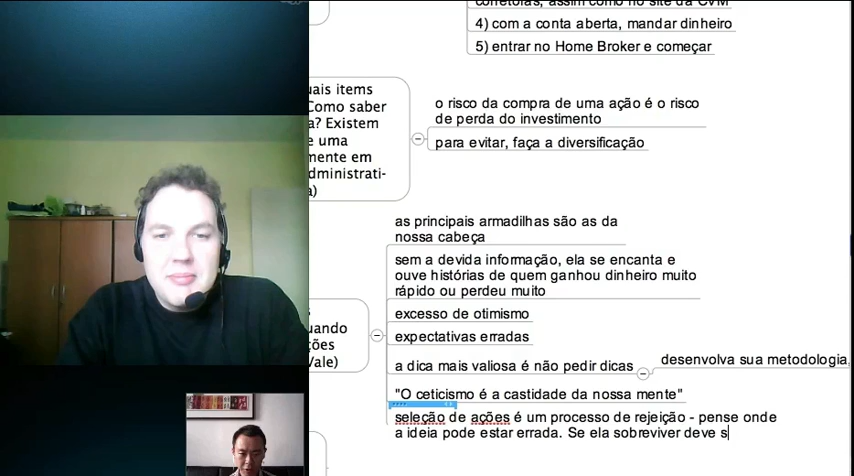 corretoras, assim como no site da CVM
4) com a conta aberta, mandar dinheiro
5) entrar no Home Broker e começar
uais items
Como saber
a? Existem
e uma
mente em
dministrati-
a)
o risco da compra de uma ação é o risco
de perda do investimento
para evitar, faça a diversificação
s
uando
ções
Vale)
as principais armadilhas são as da
nossa cabeça
sem a devida informação, ela se encanta e
ouve histórias de quem ganhou dinheiro muito
rápido ou perdeu muito
excesso de otimismo
expectativas erradas
a dica mais valiosa é não pedir dicas
desenvolva sua metodologia,
"O ceticismo é a castidade da nossa mente"
seleção de ações é um processo de rejeição - pense onde
a ideia pode estar errada. Se ela sobreviver deve s